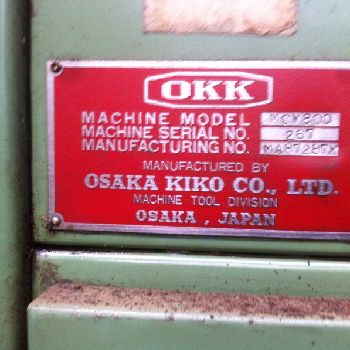 OKK
MACHINE MODEL MCV800
MACHINE SERIAL NO. 267
MANUFACTURING NO.
MANUFACTURED BY
OSAKA KIKO CO., LTD.
MACHINE TOOL DIVISION
OSAKA , JAPAN